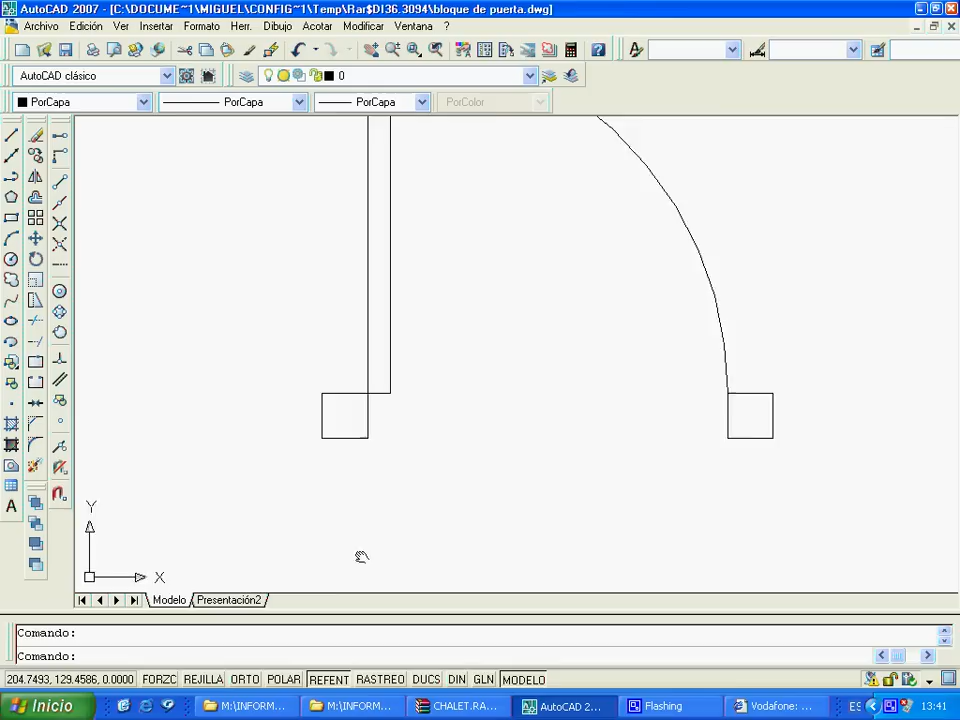 AutoCAD 2007 - [C:\DOCUME~1\MIGUEL\CONFIG~1\Temp\Rar$DI36.3094\bloque de puerta.dwg]
Archivo Edición Ver Insertar Formato Herr. Dibujo Acotar Modificar Ventana ?
AutoCAD clásico 0
PorCapa PorCapa PorCapa PorColor
A
Y
X
Modelo Presentación2
Comando:
Comando:
204.7493, 129.4586, 0.0000 FORZC REJILLA ORTO POLAR REFENT RASTREO DUCS DIN GLN MODELO
Inicio M:\INFORM... M:\INFORM... CHALET.RA... AutoCAD 2... Flashing Vodafone: ... ES 13:41